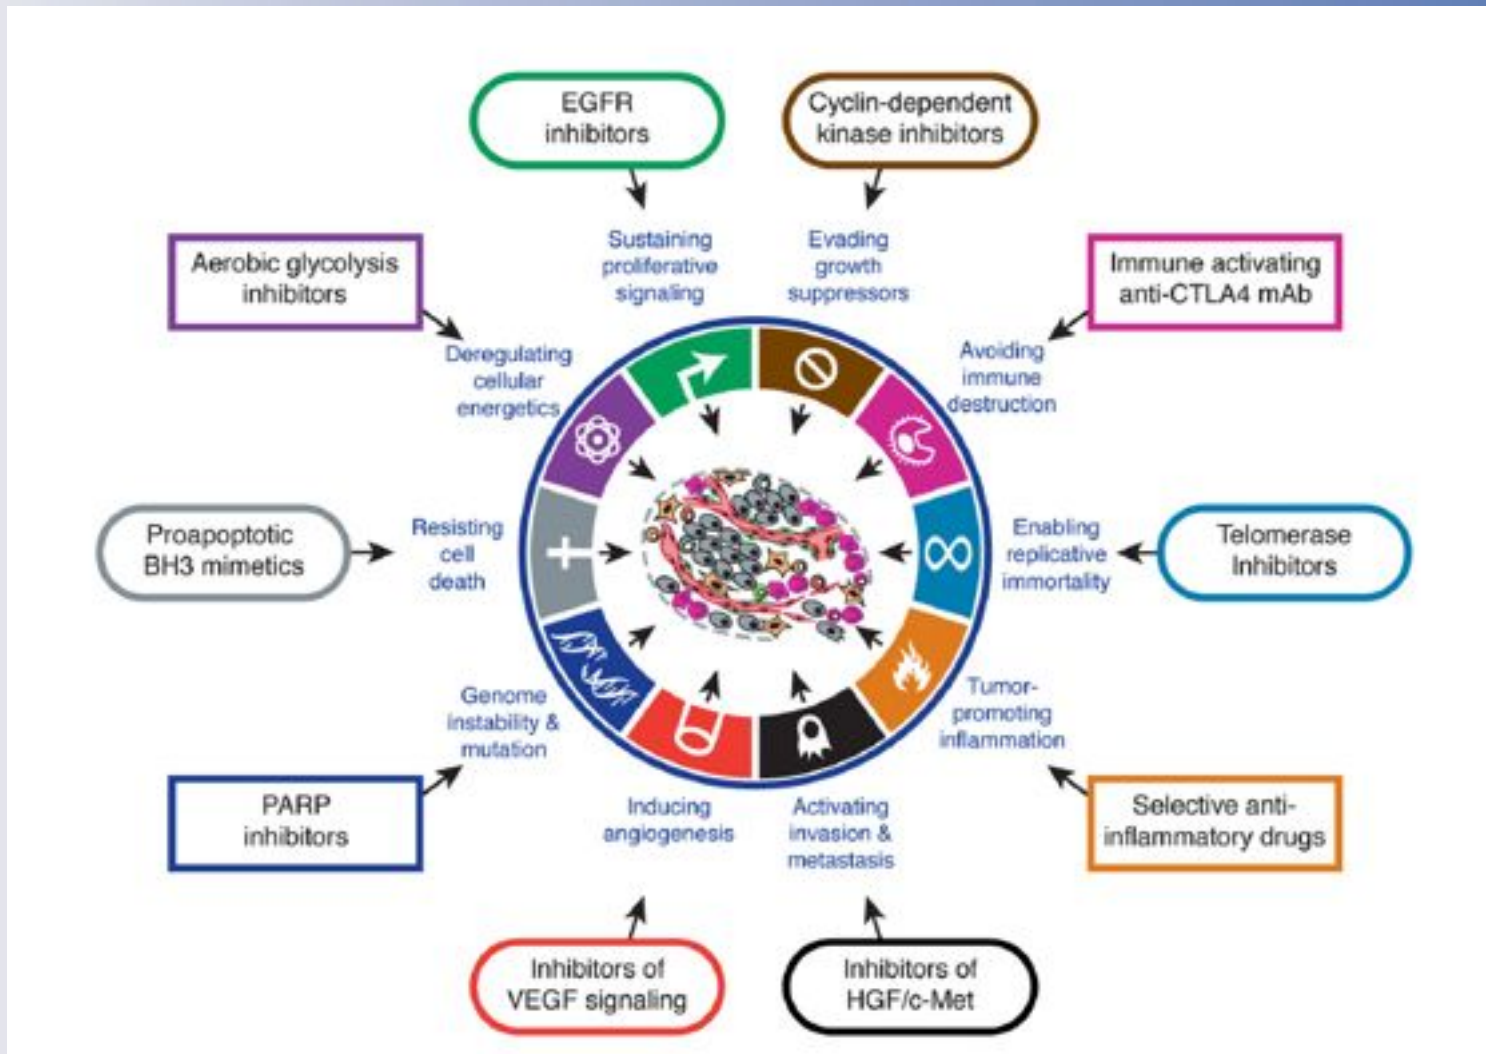 EGFR
inhibitors
Cyclin-dependent
kinase inhibitors
Sustaining
proliferative
signaling
Evading
growth
suppressors
Aerobic glycolysis
inhibitors
Immune activating
anti-CTLA4 mAb
Deregulating
cellular
energetics
Avoiding
immune
destruction
Proapoptotic
BH3 mimetics
Resisting
cell
death
Enabling
replicative
immortality
Telomerase
Inhibitors
Genome
instability &
mutation
Tumor-
promoting
inflammation
PARP
inhibitors
Inducing
angiogenesis
Activating
invasion &
metastasis
Selective anti-
inflammatory drugs
Inhibitors of
VEGF signaling
Inhibitors of
HGF/c-Met